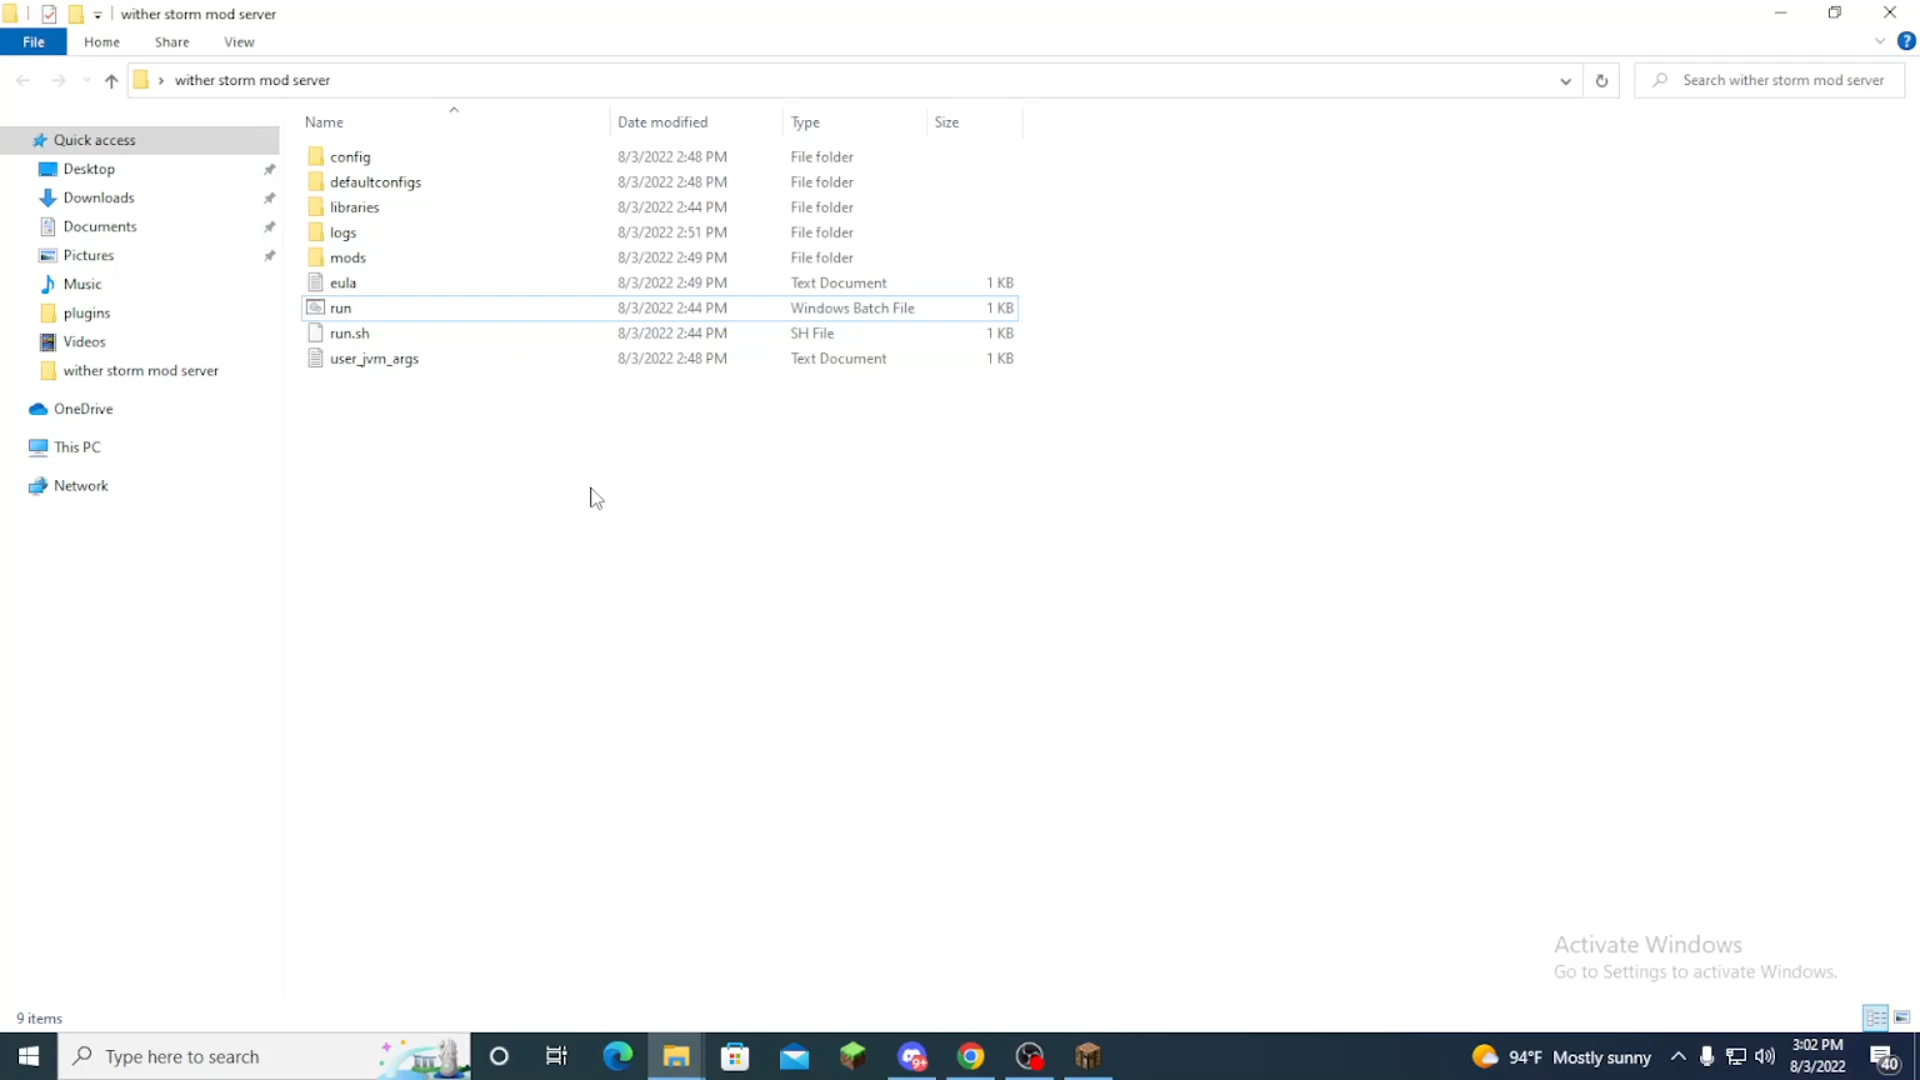 wither storm mod server
File Home Share View
wither storm mod server
Search wither storm mod server
Name Date modified Type Size
Quick access
Desktop
Downloads
Documents
Pictures
Music
plugins
Videos
wither storm mod server
OneDrive
This PC
Network
config 8/3/2022 2:48 PM File folder
defaultconfigs 8/3/2022 2:48 PM File folder
libraries 8/3/2022 2:44 PM File folder
logs 8/3/2022 2:51 PM File folder
mods 8/3/2022 2:49 PM File folder
eula 8/3/2022 2:49 PM Text Document 1 KB
run 8/3/2022 2:44 PM Windows Batch File 1 KB
run.sh 8/3/2022 2:44 PM SH File 1 KB
user_jvm_args 8/3/2022 2:48 PM Text Document 1 KB
Activate Windows
Go to Settings to activate Windows.
9 items
Type here to search
9+
94°F Mostly sunny
3:02 PM
8/3/2022
40